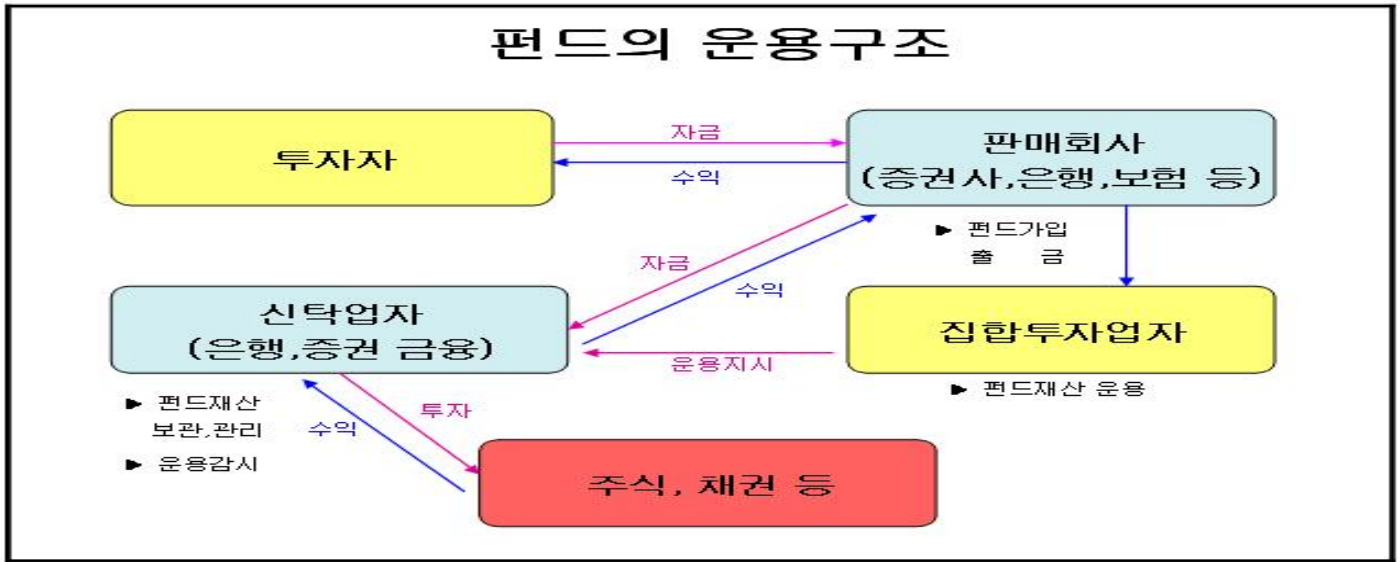 펀드의 운용구조
투자자
자금
수익
판매회사
(증권사,은행,보험 등)
▶ 펀드가입
출 금
자금
수익
신탁업자
(은행,증권 금융)
운용지시
집합투자업자
▶ 펀드재산 운용
▶ 펀드재산
보관,관리
▶ 운용감시
투자
수익
주식, 채권 등